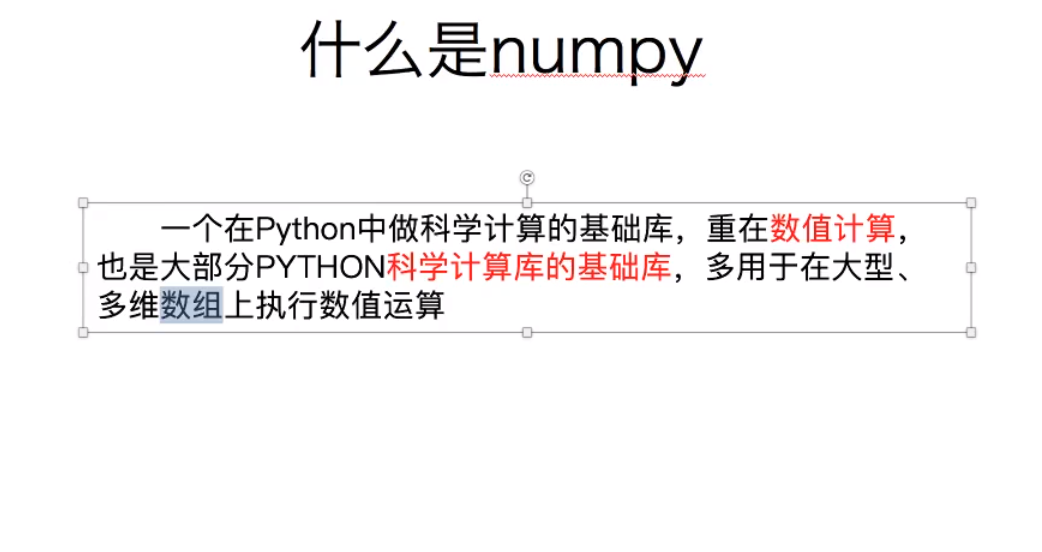 什么是numpy
一个在Python中做科学计算的基础库，重在数值计算，
也是大部分PYTHON科学计算库的基础库，多用于在大型、
多维数组上执行数值运算